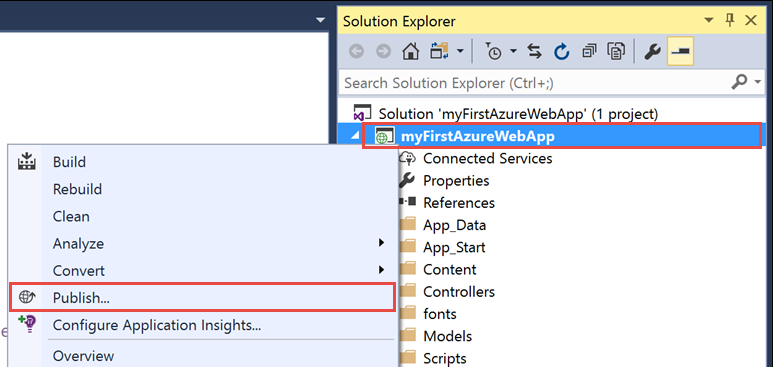 Solution Explorer
Search Solution Explorer (Ctrl+;)
Solution 'myFirstAzureWebApp' (1 project)
myFirstAzureWebApp
Connected Services
Properties
References
App_Data
App_Start
Content
Controllers
fonts
Models
Scripts
Build
Rebuild
Clean
Analyze
Convert
Publish...
Configure Application Insights...
Overview
e